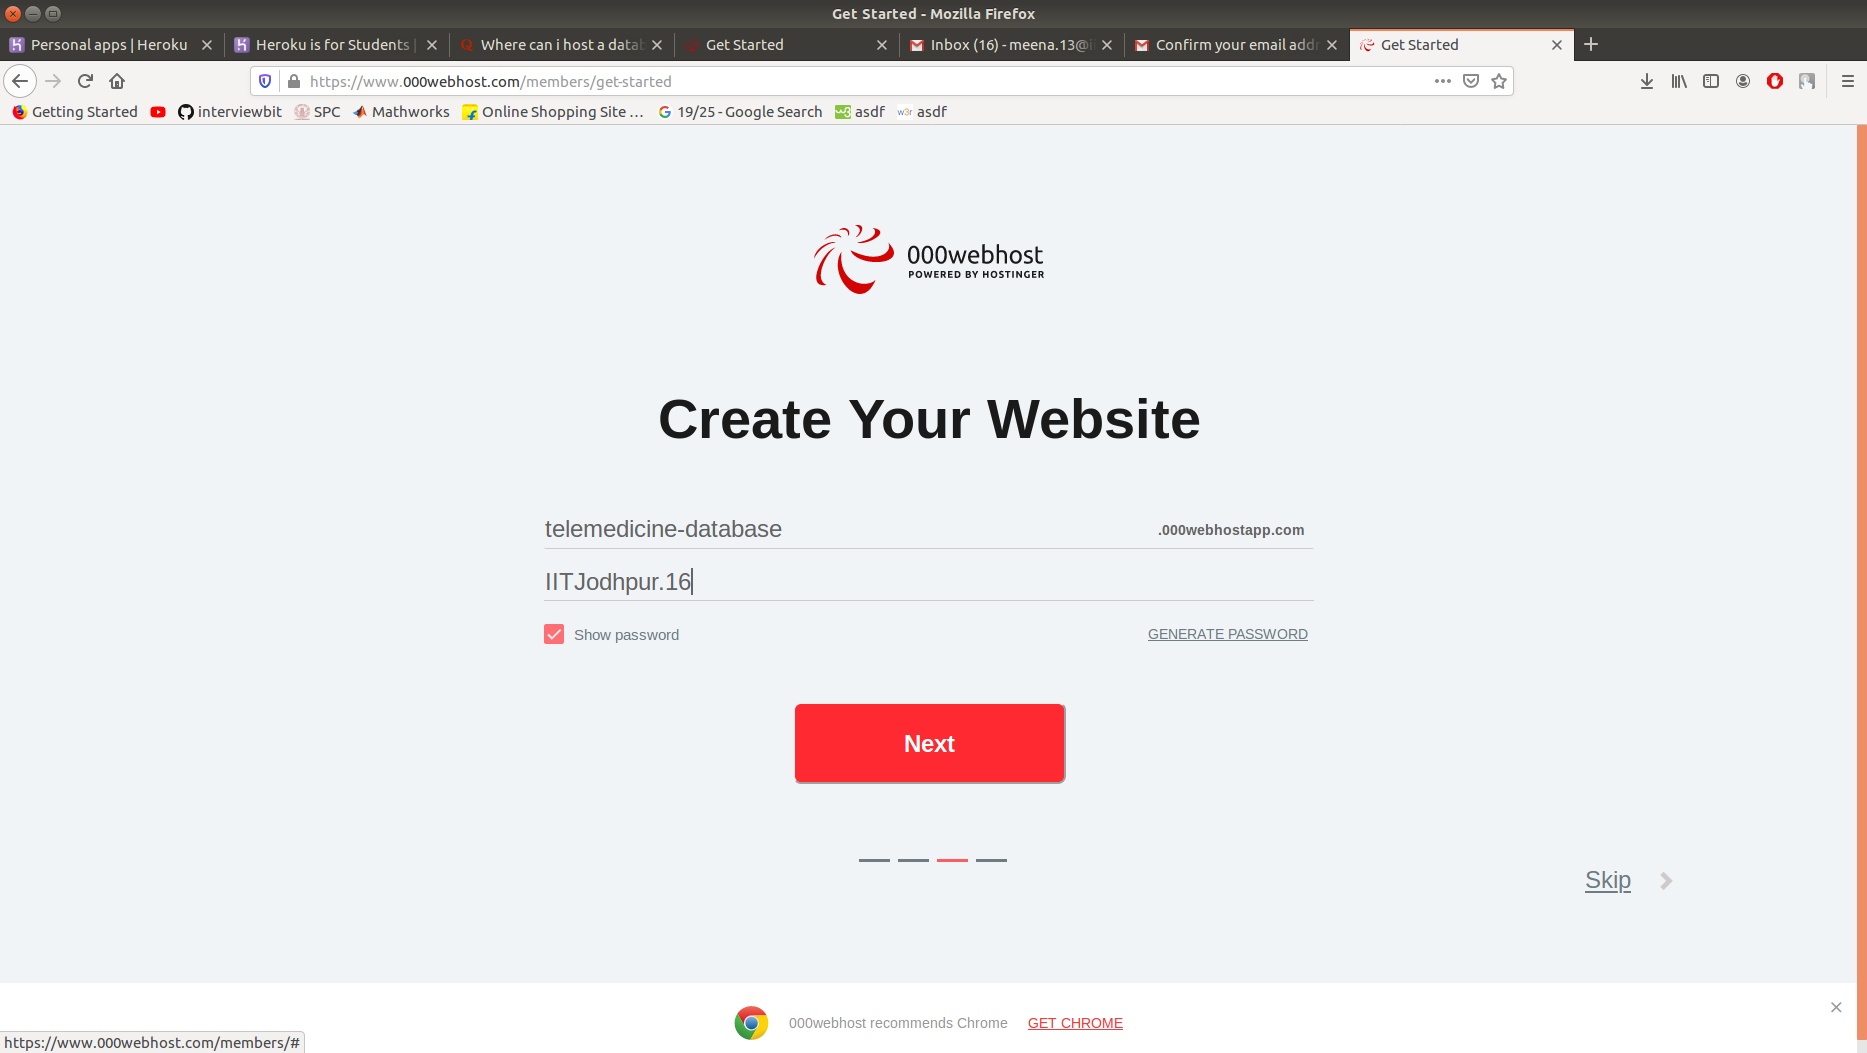 Get Started - Mozilla Firefox
Personal apps | Heroku
Heroku is for Students |
Where can i host a datab
Get Started
Inbox (16) - meena.13@
Confirm your email addr
Get Started
https://www.000webhost.com/members/get-started
Getting Started
interviewbit
SPC
Mathworks
Online Shopping Site ...
19/25 - Google Search
asdf
asdf
000webhost
POWERED BY HOSTINGER
Create Your Website
telemedicine-database
.000webhostapp.com
IITJodhpur.16
Show password
GENERATE PASSWORD
Next
Skip
000webhost recommends Chrome
GET CHROME
https://www.000webhost.com/members/#